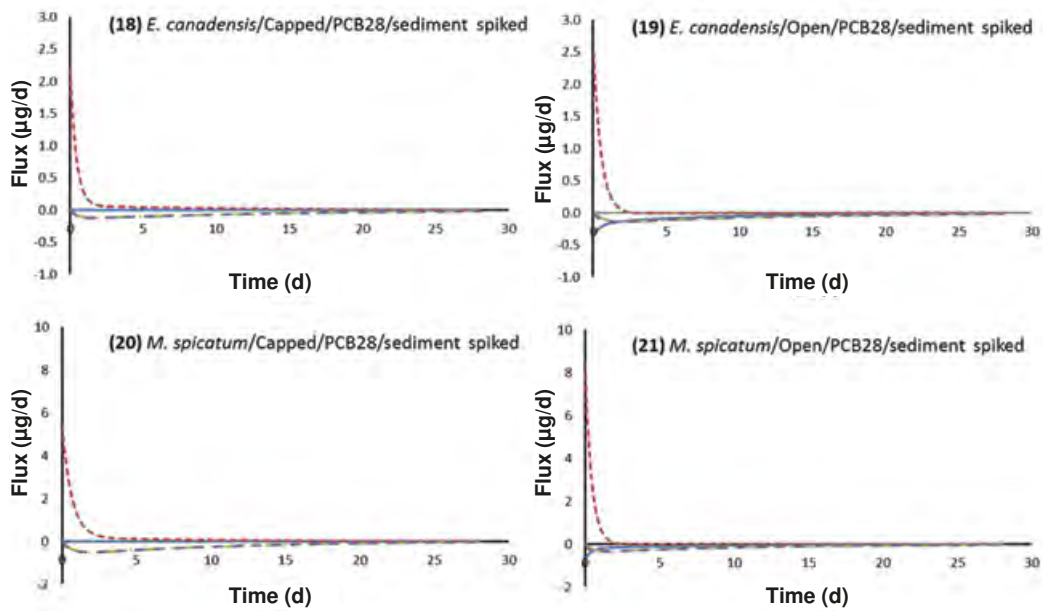 (18) E. canadensis/Capped/PCB28/sediment spiked
3.0
2.5
2.0
1.5
1.0
0.5
0.0
-0.5
-1.0
Flux (µg/d)
0 5 10 15 20 25 30
Time (d)
(19) E. canadensis/Open/PCB28/sediment spiked
3.0
2.5
2.0
1.5
1.0
0.5
0.0
-0.5
-1.0
Flux (µg/d)
5 10 15 20 25 30
Time (d)
(20) M. spicatum/Capped/PCB28/sediment spiked
10
8
6
4
2
0
-2
Flux (µg/d)
0 5 10 15 20 25 30
Time (d)
(21) M. spicatum/Open/PCB28/sediment spiked
10
8
6
4
2
0
-2
Flux (µg/d)
0 5 10 15 20 25 30
Time (d)